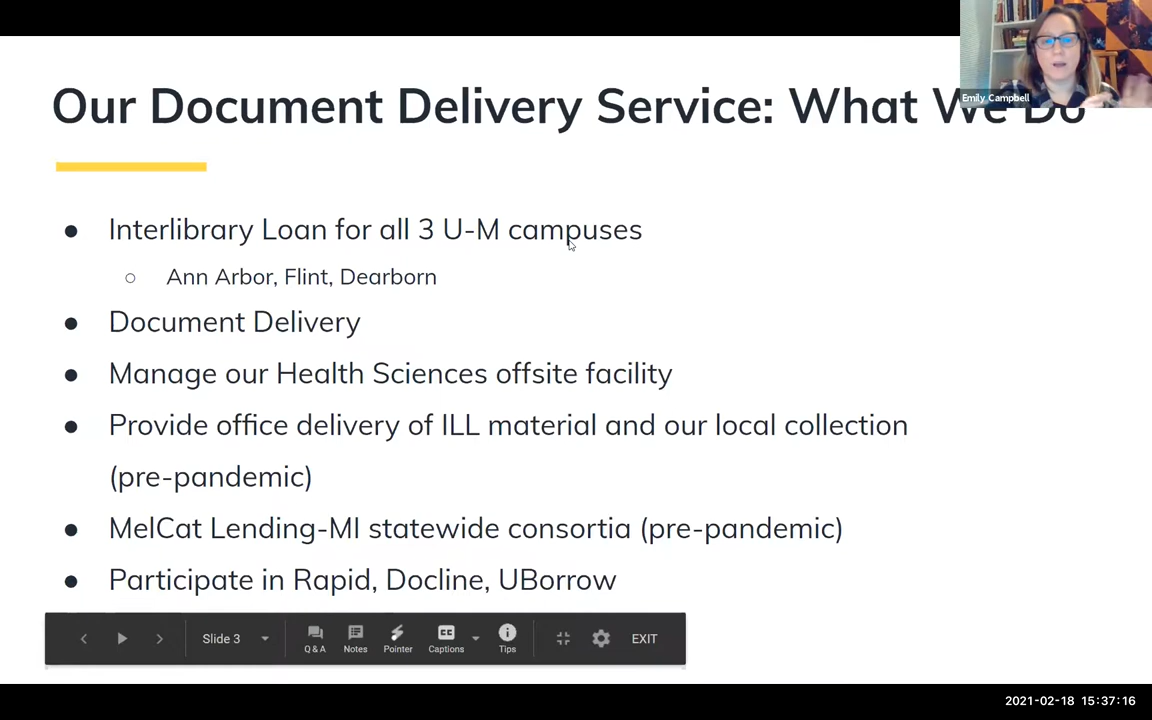 Our Document Delivery Service: What We Do
Emily Campbell
Interlibrary Loan for all 3 U-M campuses
Ann Arbor, Flint, Dearborn
Document Delivery
Manage our Health Sciences offsite facility
Provide office delivery of ILL material and our local collection
(pre-pandemic)
MelCat Lending-MI statewide consortia (pre-pandemic)
Participate in Rapid, Docline, UBorrow
Slide 3
Q & A
Notes
Pointer
CC
Captions
Tips
EXIT
2021-02-18 15:37:16